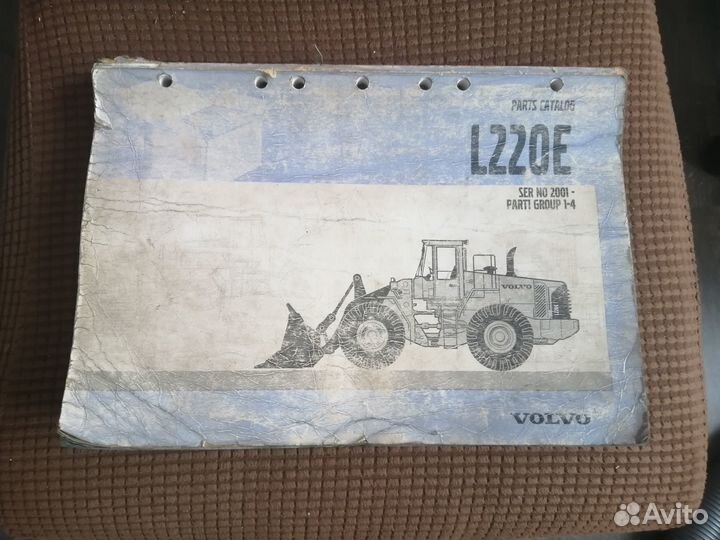 PARTS CATALOG
L220E
SER NO 2001 -
PART1 GROUP 1-4
VOLVO
VOLVO
Avito